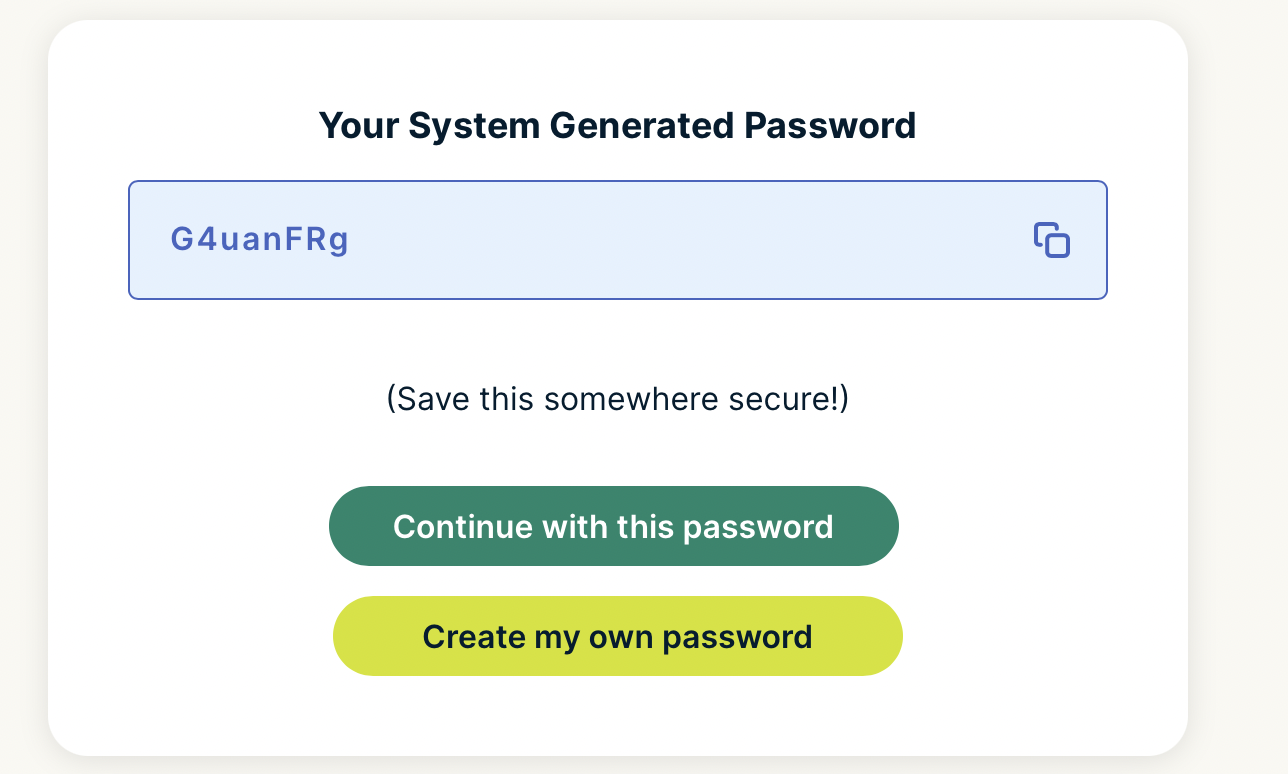 Your System Generated Password
G4uanFRg
(Save this somewhere secure!)
Continue with this password
Create my own password